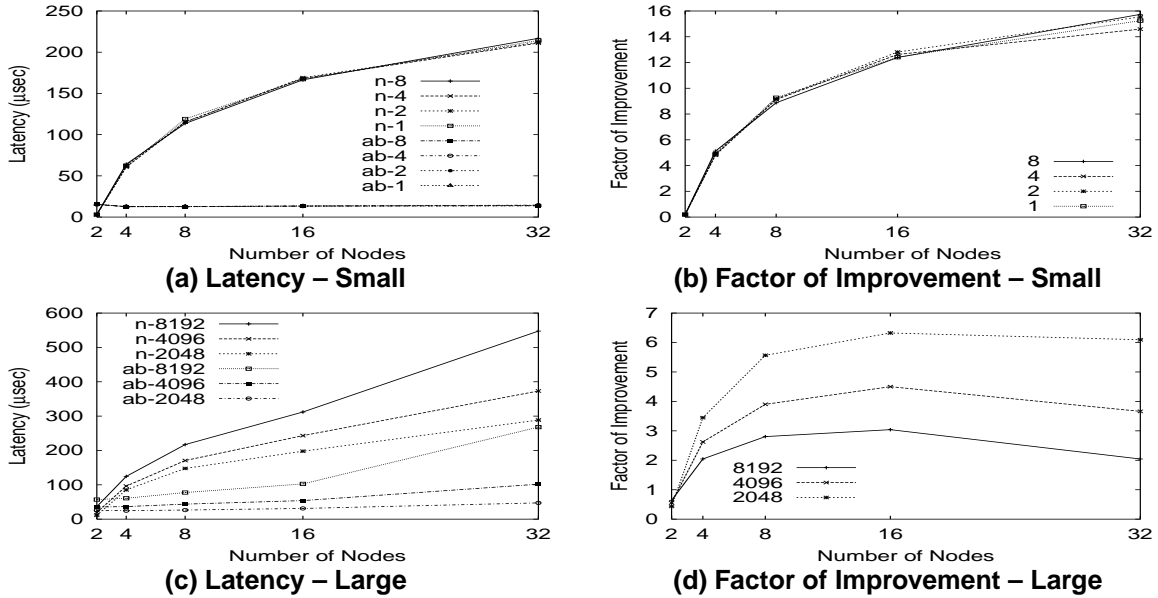 Latency (μsec)
250
200
150
100
50
0
2 4 8 16 32
Number of Nodes
n-8
n-4
n-2
n-1
ab-8
ab-4
ab-2
ab-1
(a) Latency – Small
Factor of Improvement
16
14
12
10
8
6
4
2
0
2 4 8 16 32
Number of Nodes
8
4
2
1
(b) Factor of Improvement – Small
Latency (μsec)
600
500
400
300
200
100
0
2 4 8 16 32
Number of Nodes
n-8192
n-4096
n-2048
ab-8192
ab-4096
ab-2048
(c) Latency – Large
Factor of Improvement
7
6
5
4
3
2
1
0
2 4 8 16 32
Number of Nodes
8192
4096
2048
(d) Factor of Improvement – Large